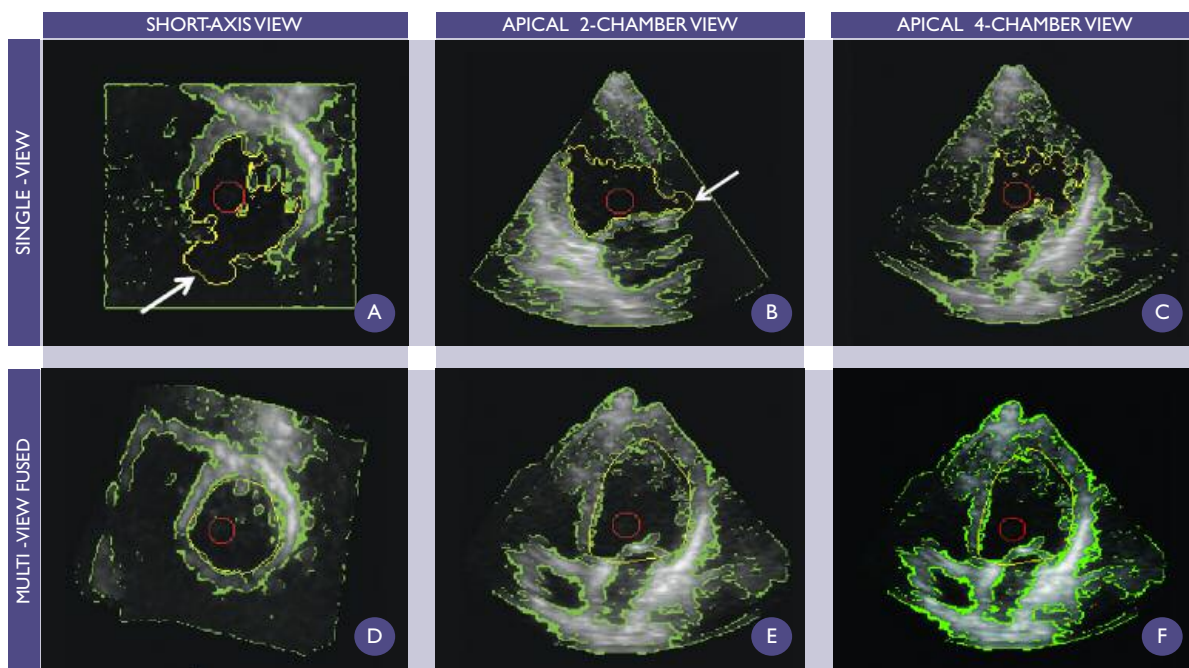 SHORT-AXIS VIEW
APICAL 2-CHAMBER VIEW
APICAL 4-CHAMBER VIEW
SINGLE -VIEW
A
B
C
MULTI -VIEW FUSED
D
E
F